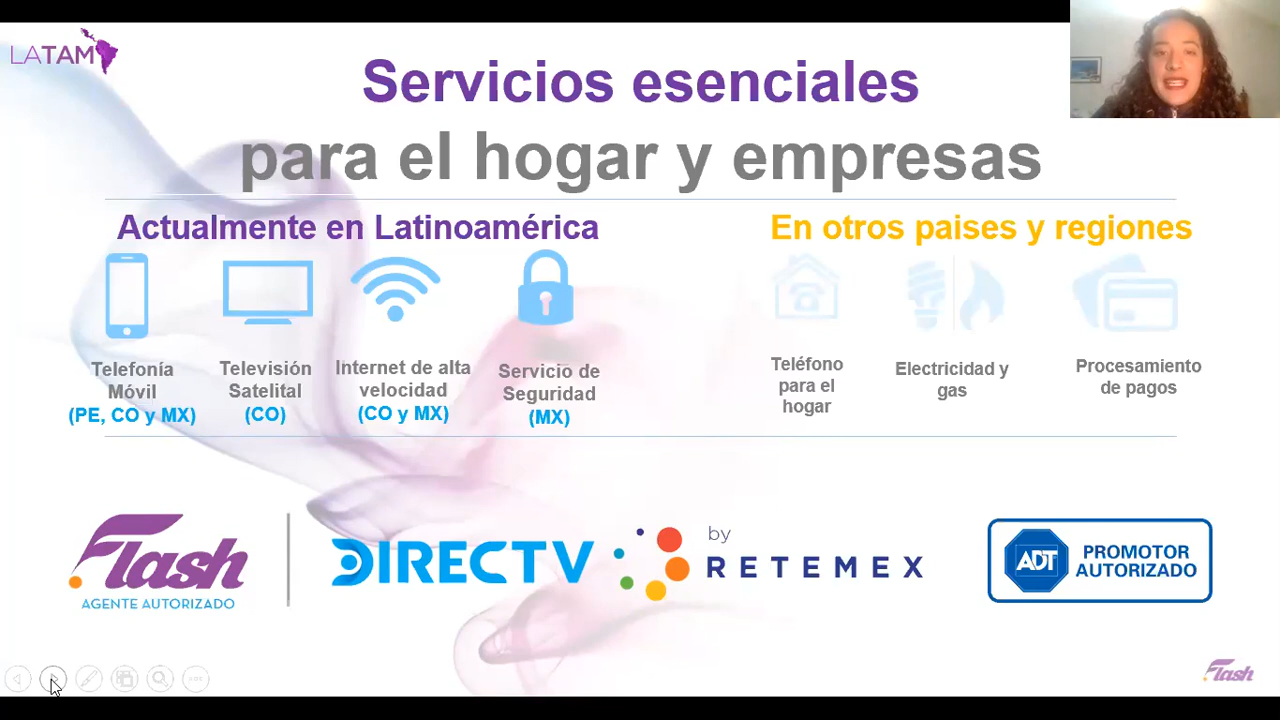 LATAM
Servicios esenciales
para el hogar y empresas
Actualmente en Latinoamérica
En otros paises y regiones
Telefonía
Móvil
(PE, CO y MX)
Televisión
Satelital
(CO)
Internet de alta
velocidad
(CO y MX)
Servicio de
Seguridad
(MX)
Teléfono
para el
hogar
Electricidad y
gas
Procesamiento
de pagos
Flash
AGENTE AUTORIZADO
DIRECTV
by
RETEMEX
ADT
PROMOTOR
AUTORIZADO
Flash